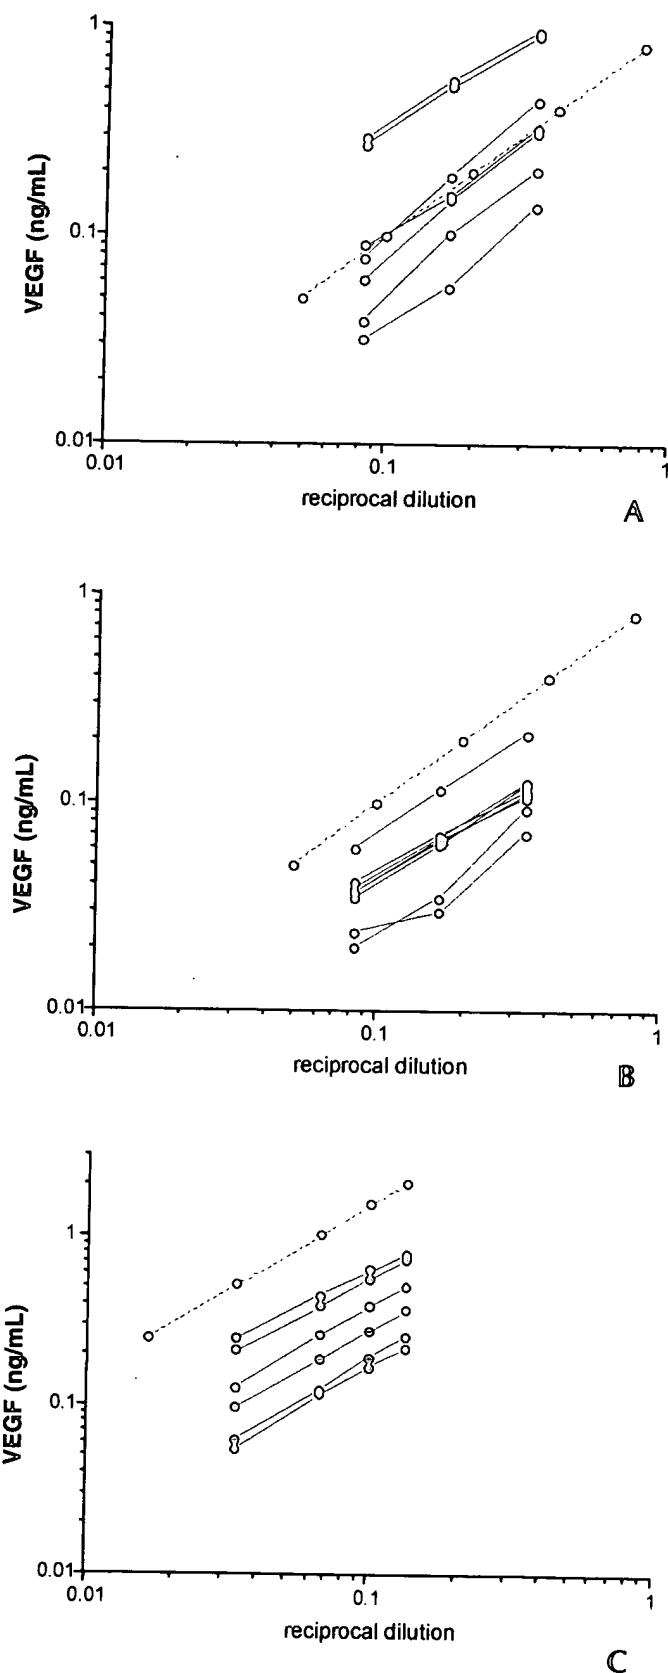 1
0.1
0.01
VEGF (ng/mL)
0.01
0.1
1
reciprocal dilution
A
1
0.1
0.01
VEGF (ng/mL)
0.01
0.1
1
reciprocal dilution
B
1
0.1
0.01
VEGF (ng/mL)
0.01
0.1
1
reciprocal dilution
C